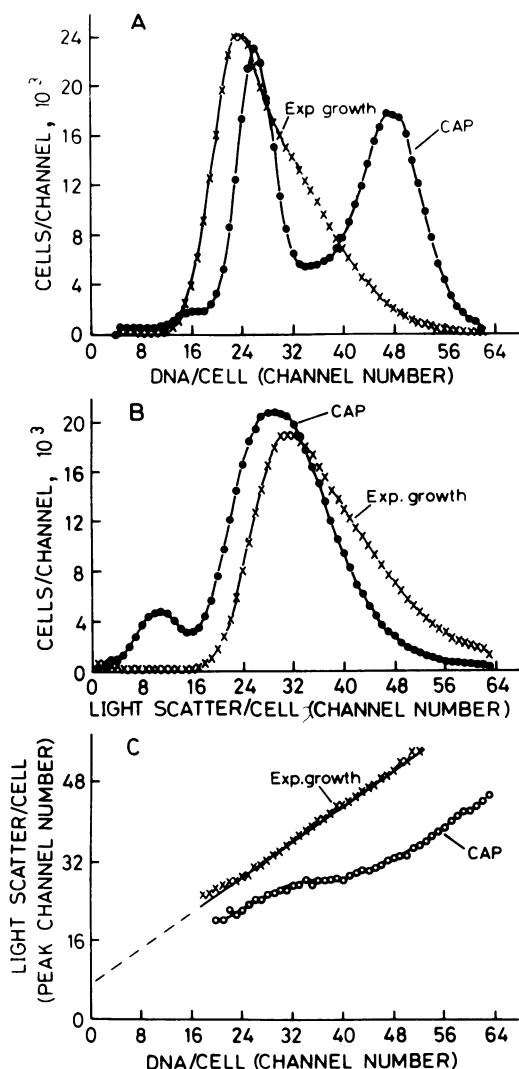 A
24
20
16
12
8
4
0
CELLS/CHANNEL, 10³
Exp growth
CAP
0 8 16 24 32 40 48 56 64
DNA/CELL (CHANNEL NUMBER)
B
20
16
12
8
4
0
CELLS/CHANNEL, 10³
CAP
Exp. growth
0 8 16 24 32 40 48 56 64
LIGHT SCATTER/CELL (CHANNEL NUMBER)
C
48
32
16
0
LIGHT SCATTER/CELL
(PEAK CHANNEL NUMBER)
Exp.growth
CAP
0 8 16 24 32 40 48 56 64
DNA/CELL (CHANNEL NUMBER)